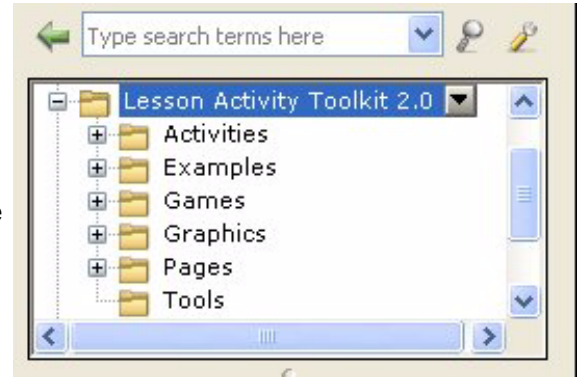 Type search terms here
Lesson Activity Toolkit 2.0
Activities
Examples
Games
Graphics
Pages
Tools